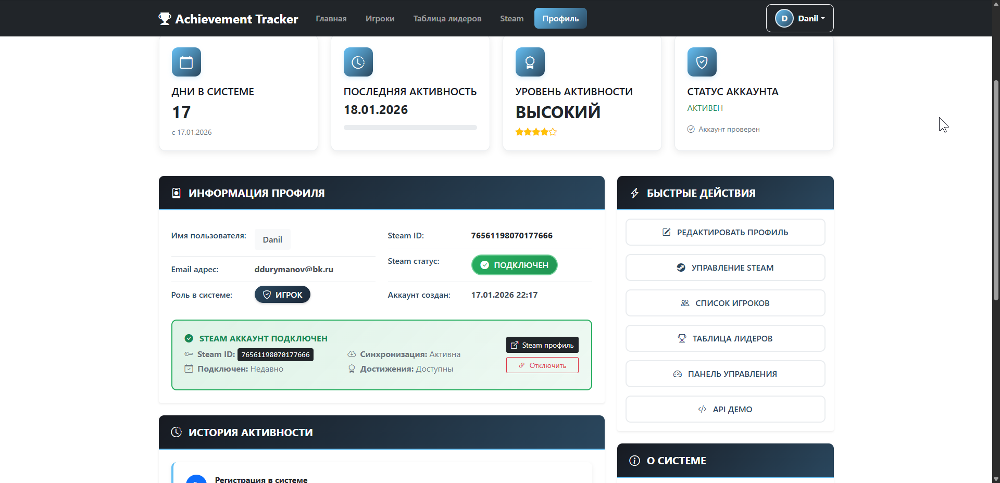 Achievement Tracker
Главная
Игроки
Таблица лидеров
Steam
Профиль
D
Danil
ДНИ В СИСТЕМЕ
17
с 17.01.2026
ПОСЛЕДНЯЯ АКТИВНОСТЬ
18.01.2026
УРОВЕНЬ АКТИВНОСТИ
ВЫСОКИЙ
СТАТУС АККАУНТА
АКТИВЕН
Аккаунт проверен
ИНФОРМАЦИЯ ПРОФИЛЯ
Имя пользователя: Danil
Email адрес: ddurymanov@bk.ru
Роль в системе: ИГРОК
Steam ID: 76561198070177666
Steam статус: ПОДКЛЮЧЕН
Аккаунт создан: 17.01.2026 22:17
STEAM АККАУНТ ПОДКЛЮЧЕН
Steam ID: 76561198070177666
Подключен: Недавно
Синхронизация: Активна
Достижения: Доступны
Steam профиль
Отключить
ИСТОРИЯ АКТИВНОСТИ
Регистрация в системе
БЫСТРЫЕ ДЕЙСТВИЯ
РЕДАКТИРОВАТЬ ПРОФИЛЬ
УПРАВЛЕНИЕ STEAM
СПИСОК ИГРОКОВ
ТАБЛИЦА ЛИДЕРОВ
ПАНЕЛЬ УПРАВЛЕНИЯ
API ДЕМО
О СИСТЕМЕ